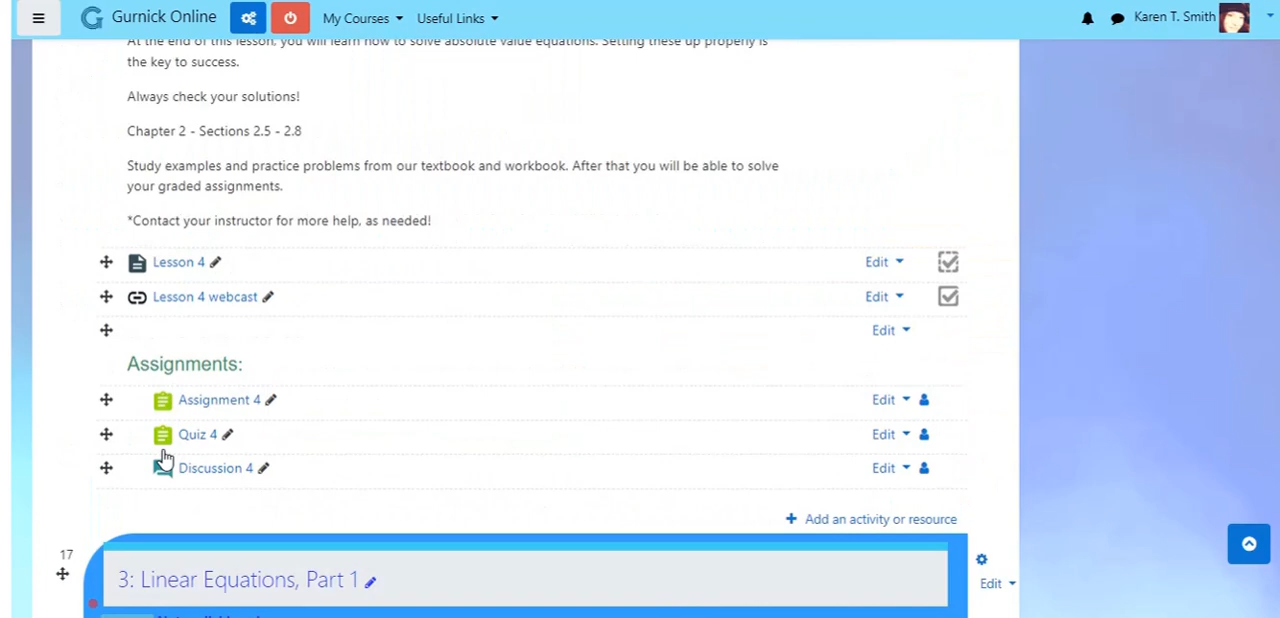 Gurnick Online My Courses Useful Links Karen T. Smith
At the end of this lesson, you will learn how to solve absolute value equations. Setting these up properly is
the key to success.
Always check your solutions!
Chapter 2 - Sections 2.5 - 2.8
Study examples and practice problems from our textbook and workbook. After that you will be able to solve
your graded assignments.
*Contact your instructor for more help, as needed!
Lesson 4 Edit
Lesson 4 webcast Edit
Edit
Assignments:
Assignment 4 Edit
Quiz 4 Edit
Discussion 4 Edit
Add an activity or resource
17
3: Linear Equations, Part 1
Edit